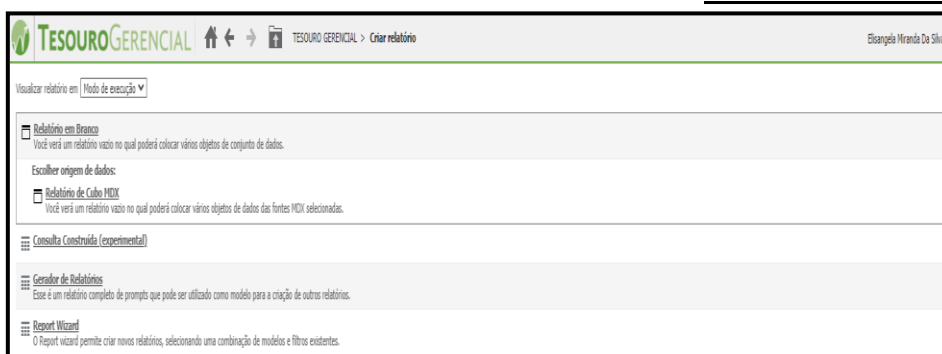 TESOUROGERENCIAL TESOURO GERENCIAL > Criar relatório Elisangela Miranda Da Silva
Visualizar relatório em Modo de execução
Relatório em Branco
Você verá um relatório vazio no qual poderá colocar vários objetos de conjunto de dados.
Escolher origem de dados:
Relatório de Cubo MDX
Você verá um relatório vazio no qual poderá colocar vários objetos de dados das fontes MDX selecionadas.
Consulta Construída (experimental)
Gerador de Relatórios
Esse é um relatório completo de prompts que pode ser utilizado como modelo para a criação de outros relatórios.
Report Wizard
O Report wizard permite criar novos relatórios, selecionando uma combinação de modelos e filtros existentes.